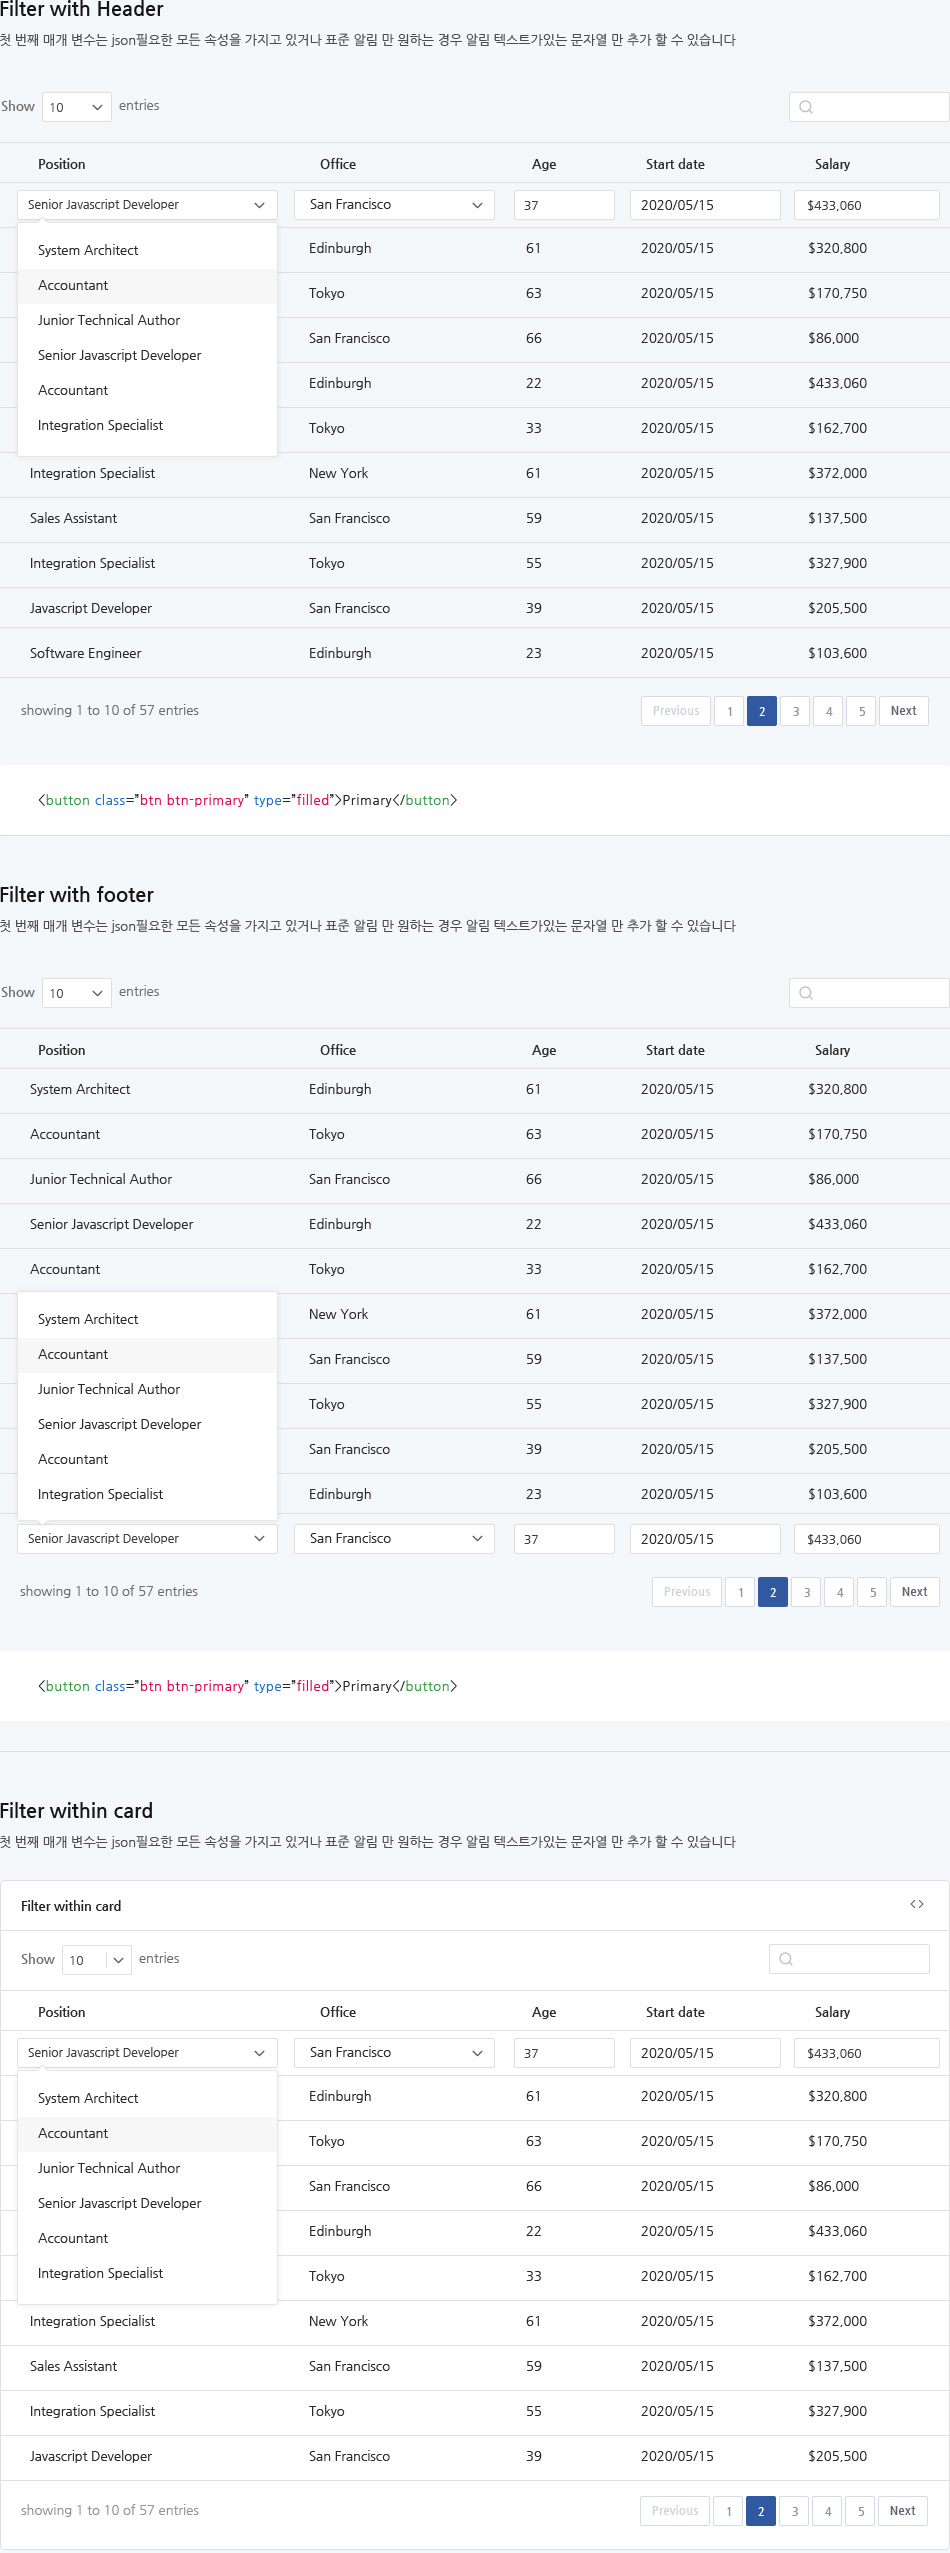 Filter with Header
첫 번째 매개 변수는 json필요한 모든 속성을 가지고 있거나 표준 알림 만 원하는 경우 알림 텍스트가있는 문자열 만 추가 할 수 있습니다
Show 10 entries
Position Office Age Start date Salary
Senior Javascript Developer San Francisco 37 2020/05/15 $433,060
System Architect
Accountant
Junior Technical Author
Senior Javascript Developer
Accountant
Integration Specialist
Edinburgh 61 2020/05/15 $320,800
Tokyo 63 2020/05/15 $170,750
San Francisco 66 2020/05/15 $86,000
Edinburgh 22 2020/05/15 $433,060
Tokyo 33 2020/05/15 $162,700
Integration Specialist New York 61 2020/05/15 $372,000
Sales Assistant San Francisco 59 2020/05/15 $137,500
Integration Specialist Tokyo 55 2020/05/15 $327,900
Javascript Developer San Francisco 39 2020/05/15 $205,500
Software Engineer Edinburgh 23 2020/05/15 $103,600
showing 1 to 10 of 57 entries Previous 1 2 3 4 5 Next
<button class="btn btn-primary" type="filled">Primary</button>
Filter with footer
첫 번째 매개 변수는 json필요한 모든 속성을 가지고 있거나 표준 알림 만 원하는 경우 알림 텍스트가있는 문자열 만 추가 할 수 있습니다
Show 10 entries
Position Office Age Start date Salary
System Architect Edinburgh 61 2020/05/15 $320,800
Accountant Tokyo 63 2020/05/15 $170,750
Junior Technical Author San Francisco 66 2020/05/15 $86,000
Senior Javascript Developer Edinburgh 22 2020/05/15 $433,060
Accountant Tokyo 33 2020/05/15 $162,700
System Architect
Accountant
Junior Technical Author
Senior Javascript Developer
Accountant
Integration Specialist
New York 61 2020/05/15 $372,000
San Francisco 59 2020/05/15 $137,500
Tokyo 55 2020/05/15 $327,900
San Francisco 39 2020/05/15 $205,500
Edinburgh 23 2020/05/15 $103,600
Senior Javascript Developer San Francisco 37 2020/05/15 $433,060
showing 1 to 10 of 57 entries Previous 1 2 3 4 5 Next
<button class="btn btn-primary" type="filled">Primary</button>
Filter within card
첫 번째 매개 변수는 json필요한 모든 속성을 가지고 있거나 표준 알림 만 원하는 경우 알림 텍스트가있는 문자열 만 추가 할 수 있습니다
Filter within card
Show 10 entries
Position Office Age Start date Salary
Senior Javascript Developer San Francisco 37 2020/05/15 $433,060
System Architect
Accountant
Junior Technical Author
Senior Javascript Developer
Accountant
Integration Specialist
Edinburgh 61 2020/05/15 $320,800
Tokyo 63 2020/05/15 $170,750
San Francisco 66 2020/05/15 $86,000
Edinburgh 22 2020/05/15 $433,060
Tokyo 33 2020/05/15 $162,700
Integration Specialist New York 61 2020/05/15 $372,000
Sales Assistant San Francisco 59 2020/05/15 $137,500
Integration Specialist Tokyo 55 2020/05/15 $327,900
Javascript Developer San Francisco 39 2020/05/15 $205,500
showing 1 to 10 of 57 entries Previous 1 2 3 4 5 Next